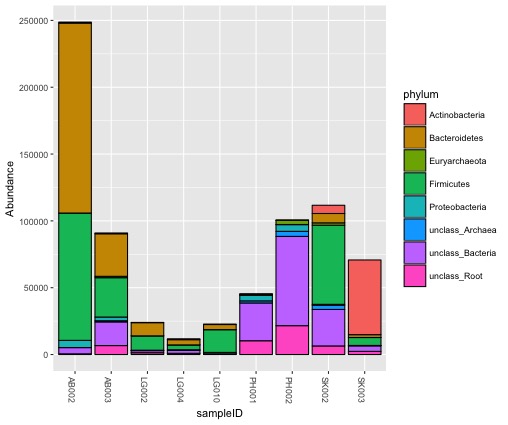 250000
200000
150000
100000
50000
0
Abundance
AB002
AB003
LG002
LG004
LG010
PH001
PH002
SK002
SK003
sampleID
phylum
Actinobacteria
Bacteroidetes
Euryarchaeota
Firmicutes
Proteobacteria
unclass_Archaea
unclass_Bacteria
unclass_Root